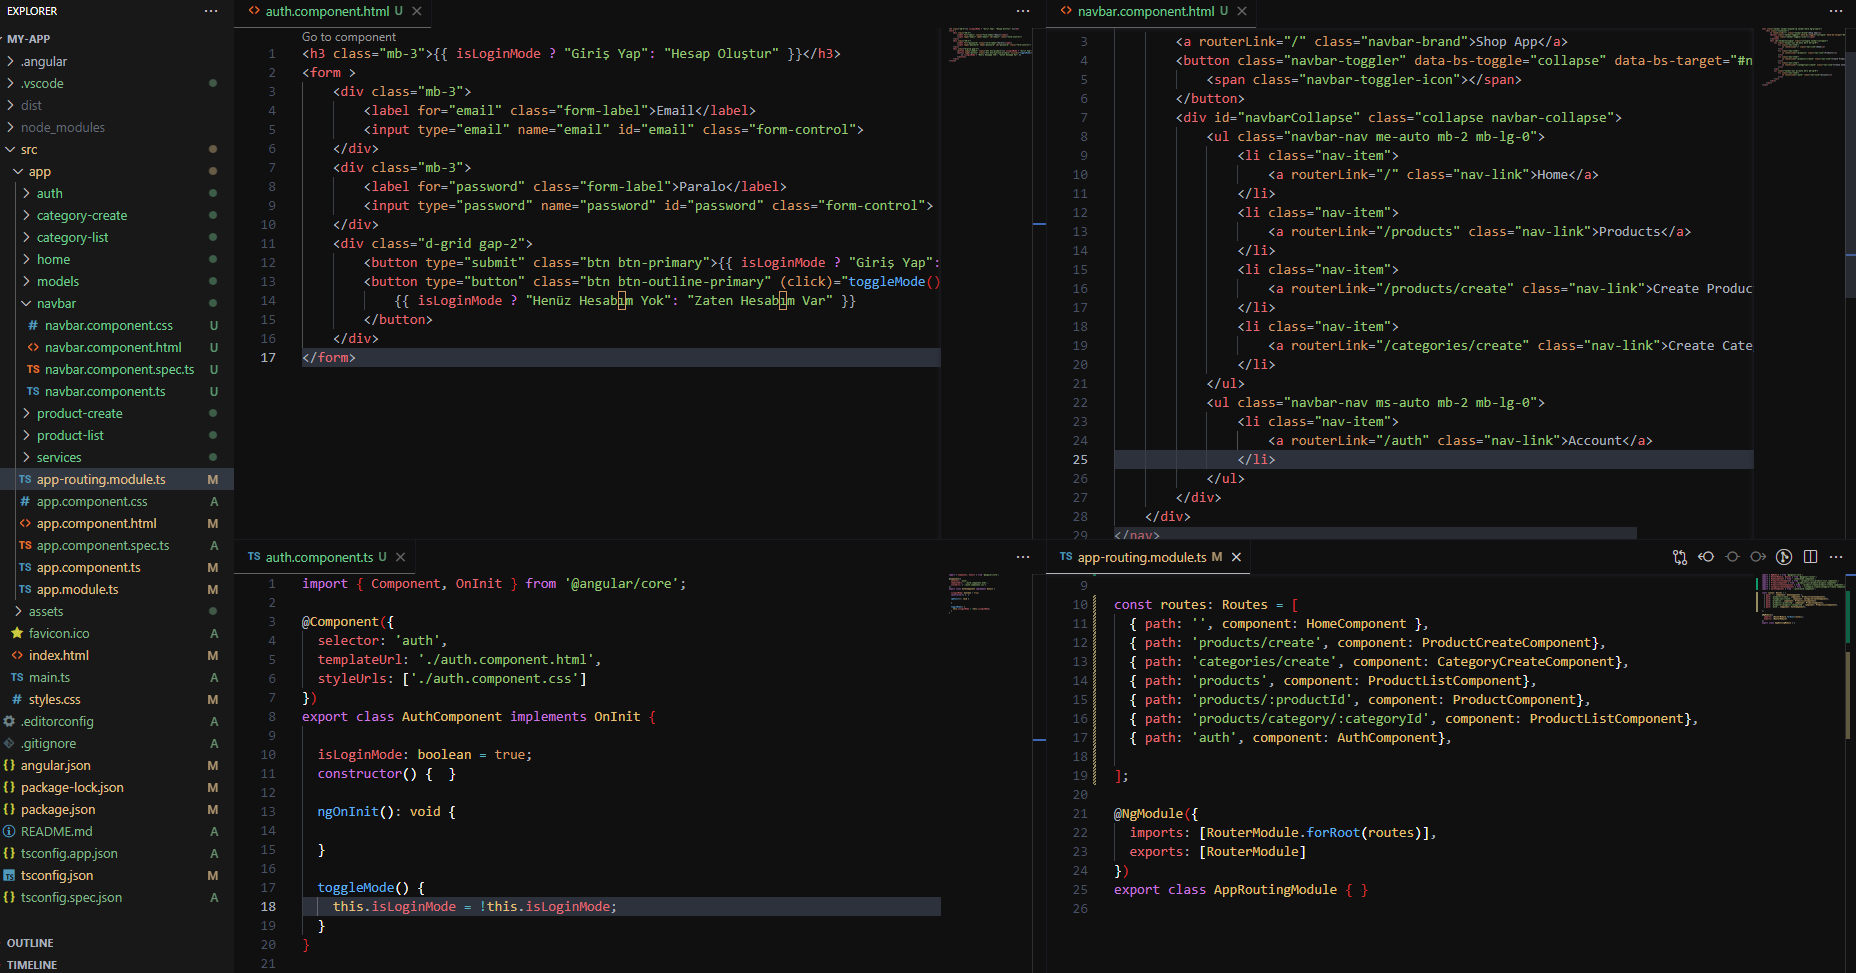 EXPLORER
MY-APP
.angular
.vscode
dist
node_modules
src
app
auth
category-create
category-list
home
models
navbar
navbar.component.css U
navbar.component.html U
navbar.component.spec.ts U
navbar.component.ts U
product-create
product-list
services
TS app-routing.module.ts M
# app.component.css A
<> app.component.html M
TS app.component.spec.ts A
TS app.component.ts M
TS app.module.ts M
assets
favicon.ico A
<> index.html M
TS main.ts A
# styles.css M
.editorconfig A
.gitignore A
{} angular.json M
{} package-lock.json M
{} package.json M
README.md A
{} tsconfig.app.json A
tsconfig.json M
{} tsconfig.spec.json A
OUTLINE
TIMELINE
<> auth.component.html U
Go to component
1 <h3 class="mb-3">{{ isLoginMode ? "Giriş Yap": "Hesap Oluştur" }}</h3>
2 <form >
3 <div class="mb-3">
4 <label for="email" class="form-label">Email</label>
5 <input type="email" name="email" id="email" class="form-control">
6 </div>
7 <div class="mb-3">
8 <label for="password" class="form-label">Paralo</label>
9 <input type="password" name="password" id="password" class="form-control">
10 </div>
11 <div class="d-grid gap-2">
12 <button type="submit" class="btn btn-primary">{{ isLoginMode ? "Giriş Yap":
13 <button type="button" class="btn btn-outline-primary" (click)="toggleMode()
14 {{ isLoginMode ? "Henüz Hesabım Yok": "Zaten Hesabım Var" }}
15 </button>
16 </div>
17 </form>
<> navbar.component.html U
3 <a routerLink="/" class="navbar-brand">Shop App</a>
4 <button class="navbar-toggler" data-bs-toggle="collapse" data-bs-target="#n
5 <span class="navbar-toggler-icon"></span>
6 </button>
7 <div id="navbarCollapse" class="collapse navbar-collapse">
8 <ul class="navbar-nav me-auto mb-2 mb-lg-0">
9 <li class="nav-item">
10 <a routerLink="/" class="nav-link">Home</a>
11 </li>
12 <li class="nav-item">
13 <a routerLink="/products" class="nav-link">Products</a>
14 </li>
15 <li class="nav-item">
16 <a routerLink="/products/create" class="nav-link">Create Produc
17 </li>
18 <li class="nav-item">
19 <a routerLink="/categories/create" class="nav-link">Create Cate
20 </li>
21 </ul>
22 <ul class="navbar-nav ms-auto mb-2 mb-lg-0">
23 <li class="nav-item">
24 <a routerLink="/auth" class="nav-link">Account</a>
25 </li>
26 </ul>
27 </div>
28 </div>
29 </nav>
TS auth.component.ts U
1 import { Component, OnInit } from '@angular/core';
2
3 @Component({
4 selector: 'auth',
5 templateUrl: './auth.component.html',
6 styleUrls: ['./auth.component.css']
7 })
8 export class AuthComponent implements OnInit {
9
10 isLoginMode: boolean = true;
11 constructor() { }
12
13 ngOnInit(): void {
14
15 }
16
17 toggleMode() {
18 this.isLoginMode = !this.isLoginMode;
19 }
20 }
21
TS app-routing.module.ts M
9
10 const routes: Routes = [
11 { path: '', component: HomeComponent },
12 { path: 'products/create', component: ProductCreateComponent},
13 { path: 'categories/create', component: CategoryCreateComponent},
14 { path: 'products', component: ProductListComponent},
15 { path: 'products/:productId', component: ProductComponent},
16 { path: 'products/category/:categoryId', component: ProductListComponent},
17 { path: 'auth', component: AuthComponent},
18
19 ];
20
21 @NgModule({
22 imports: [RouterModule.forRoot(routes)],
23 exports: [RouterModule]
24 })
25 export class AppRoutingModule { }
26